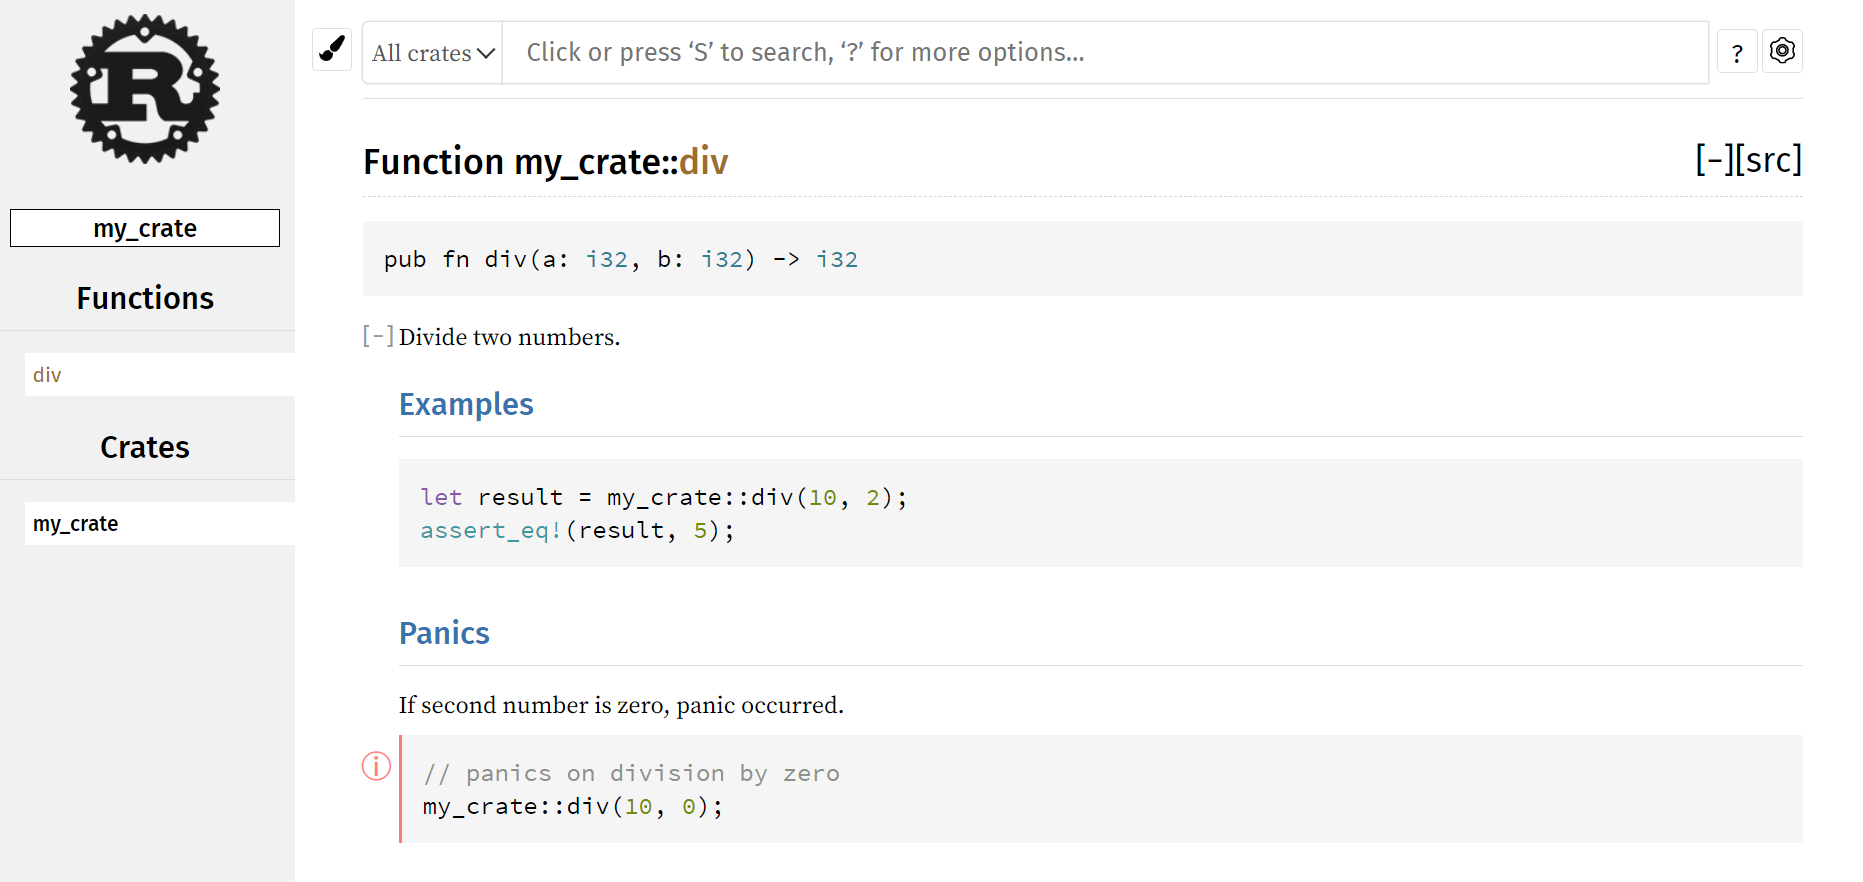 R
my_crate
Functions
div
Crates
my_crate
All crates
Click or press ‘S’ to search, ‘?’ for more options…
?
Function my_crate::div
[-][src]
pub fn div(a: i32, b: i32) -> i32
[-] Divide two numbers.
Examples
let result = my_crate::div(10, 2);
assert_eq!(result, 5);
Panics
If second number is zero, panic occurred.
ⓘ
// panics on division by zero
my_crate::div(10, 0);